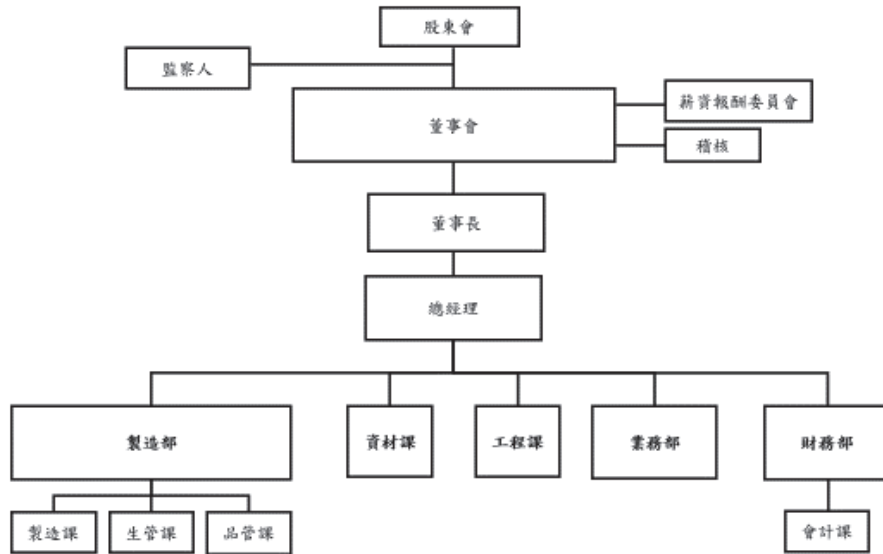 股東會
監察人
薪資報酬委員會
董事會
稽核
董事長
總經理
製造部
資材課
工程課
業務部
財務部
製造課
生管課
品管課
會計課